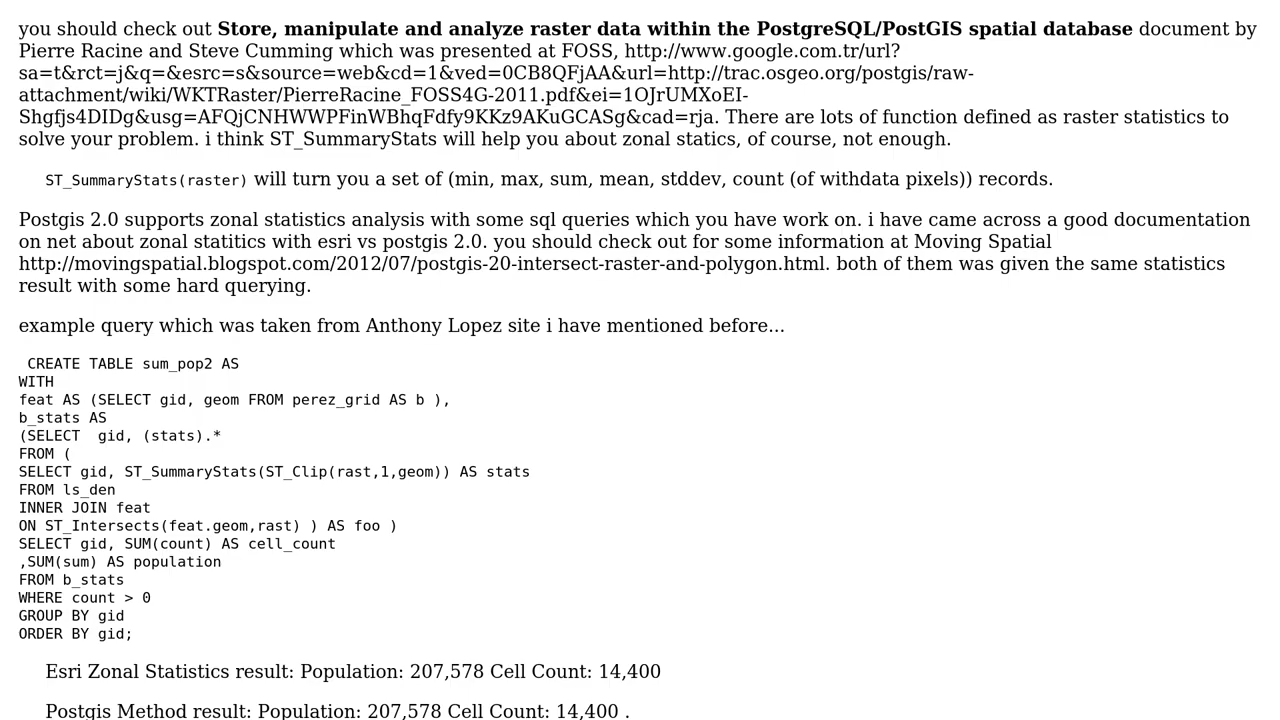 you should check out Store, manipulate and analyze raster data within the PostgreSQL/PostGIS spatial database document by
Pierre Racine and Steve Cumming which was presented at FOSS, http://www.google.com.tr/url?
sa=t&rct=j&q=&esrc=s&source=web&cd=1&ved=0CB8QFjAA&url=http://trac.osgeo.org/postgis/raw-
attachment/wiki/WKTRaster/PierreRacine_FOSS4G-2011.pdf&ei=1OJrUMXoEI-
Shgfjs4DIDg&usg=AFQjCNHWWPFinWBhqFdfy9KKz9AKuGCASg&cad=rja. There are lots of function defined as raster statistics to
solve your problem. i think ST_SummaryStats will help you about zonal statics, of course, not enough.
ST_SummaryStats(raster) will turn you a set of (min, max, sum, mean, stddev, count (of withdata pixels)) records.
Postgis 2.0 supports zonal statistics analysis with some sql queries which you have work on. i have came across a good documentation
on net about zonal statitics with esri vs postgis 2.0. you should check out for some information at Moving Spatial
http://movingspatial.blogspot.com/2012/07/postgis-20-intersect-raster-and-polygon.html. both of them was given the same statistics
result with some hard querying.
example query which was taken from Anthony Lopez site i have mentioned before...
CREATE TABLE sum_pop2 AS
WITH
feat AS (SELECT gid, geom FROM perez_grid AS b ),
b_stats AS
(SELECT  gid, (stats).*
FROM (
SELECT gid, ST_SummaryStats(ST_Clip(rast,1,geom)) AS stats
FROM ls_den
INNER JOIN feat
ON ST_Intersects(feat.geom,rast) ) AS foo )
SELECT gid, SUM(count) AS cell_count
,SUM(sum) AS population
FROM b_stats
WHERE count > 0
GROUP BY gid
ORDER BY gid;
Esri Zonal Statistics result: Population: 207,578 Cell Count: 14,400
Postgis Method result: Population: 207,578 Cell Count: 14,400 .